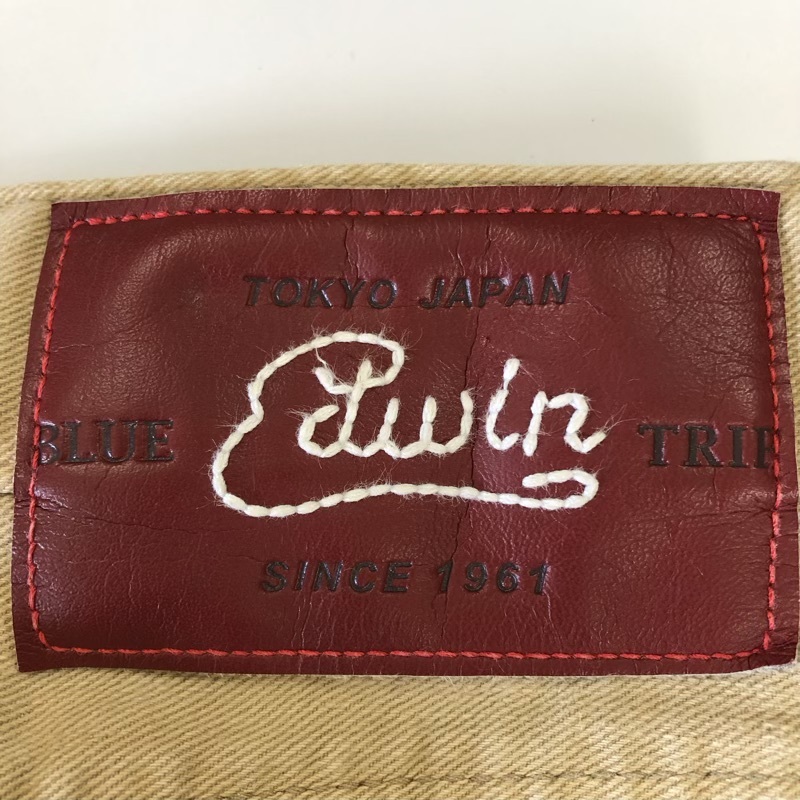 TOKYO JAPAN
Edwin
BLUE TRIP
SINCE 1961